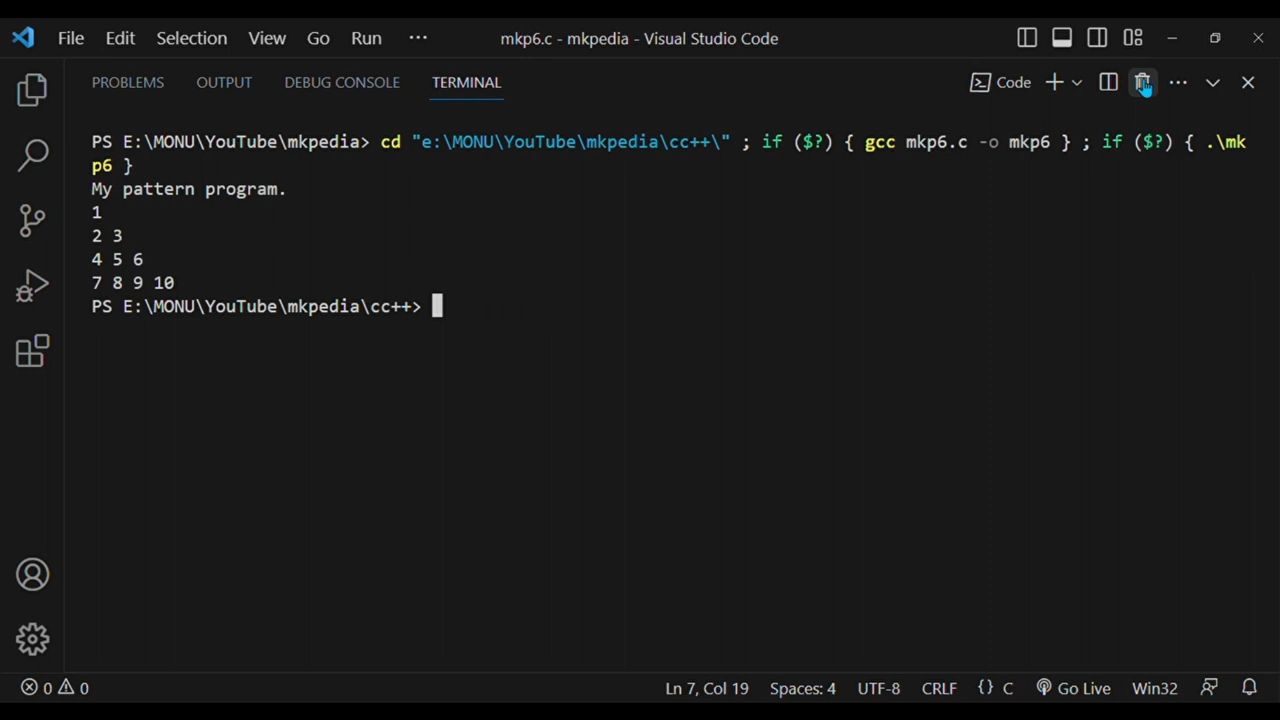 File Edit Selection View Go Run ··· mkp6.c - mkpedia - Visual Studio Code
PROBLEMS OUTPUT DEBUG CONSOLE TERMINAL Code
PS E:\MONU\YouTube\mkpedia> cd "e:\MONU\YouTube\mkpedia\cc++\" ; if ($?) { gcc mkp6.c -o mkp6 } ; if ($?) { .\mk
p6 }
My pattern program.
1
2 3
4 5 6
7 8 9 10
PS E:\MONU\YouTube\mkpedia\cc++>
0 0 Ln 7, Col 19 Spaces: 4 UTF-8 CRLF {} C Go Live Win32